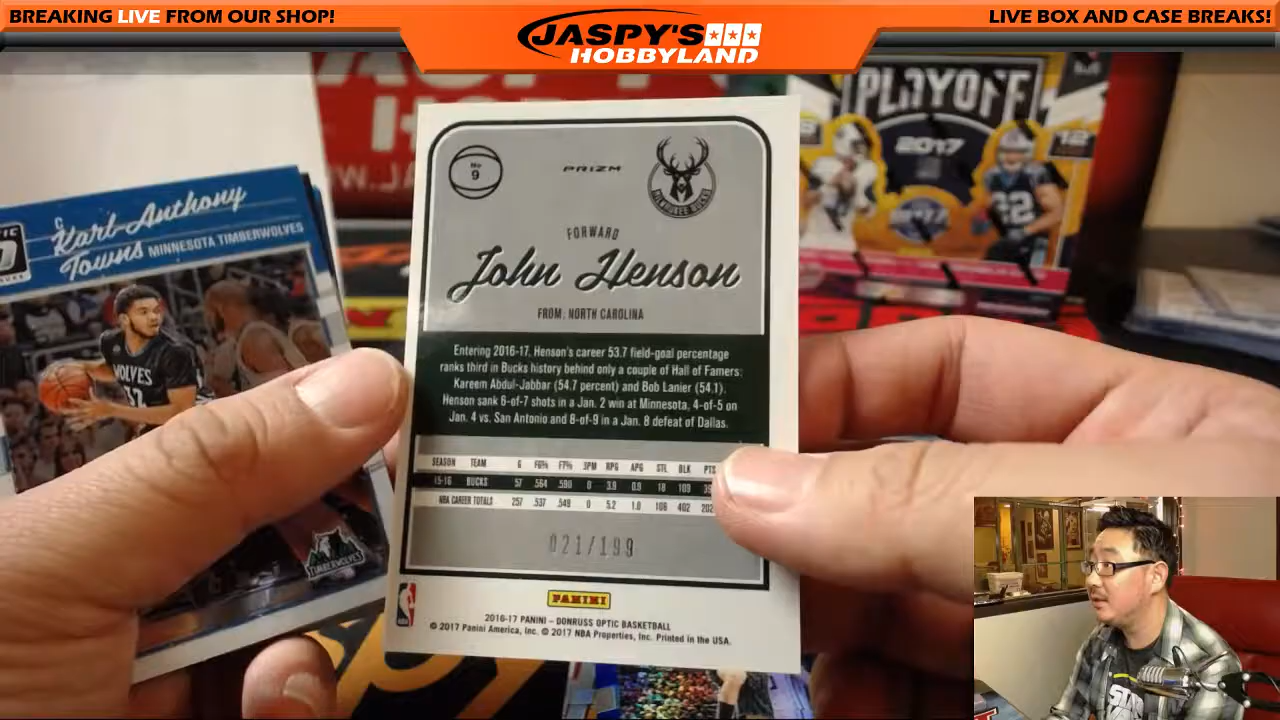 BREAKING LIVE FROM OUR SHOP!
JASPY'S
HOBBYLAND
LIVE BOX AND CASE BREAKS!
PLAYOFF
2017
12
C
Karl-Anthony
Towns MINNESOTA TIMBERWOLVES
WOLVES
32
TIMBERWOLVES
No
9
PRIZM
MILWAUKEE BUCKS
FORWARD
John Henson
FROM: NORTH CAROLINA
Entering 2016-17, Henson's career 53.7 field-goal percentage
ranks third in Bucks history behind only a couple of Hall of Famers:
Kareem Abdul-Jabbar (54.7 percent) and Bob Lanier (54.1).
Henson sank 6-of-7 shots in a Jan. 2 win at Minnesota, 4-of-5 on
Jan. 4 vs. San Antonio and 8-of-9 in a Jan. 8 defeat of Dallas.
SEASON TEAM G FG% FT% 3PM RPG APG STL BLK PTS
15-16 BUCKS 57 .564 .590 0 3.9 0.9 18 109
NBA CAREER TOTALS 257 .537 .549 0 5.2 1.0 106 402
021/199
PANINI
2016-17 PANINI - DONRUSS OPTIC BASKETBALL
© 2017 Panini America, Inc. © 2017 NBA Properties, Inc. Printed in the USA.